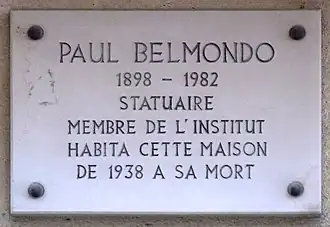 PAUL BELMONDO
1898 - 1982
STATUAIRE
MEMBRE DE L'INSTITUT
HABITA CETTE MAISON
DE 1938 A SA MORT